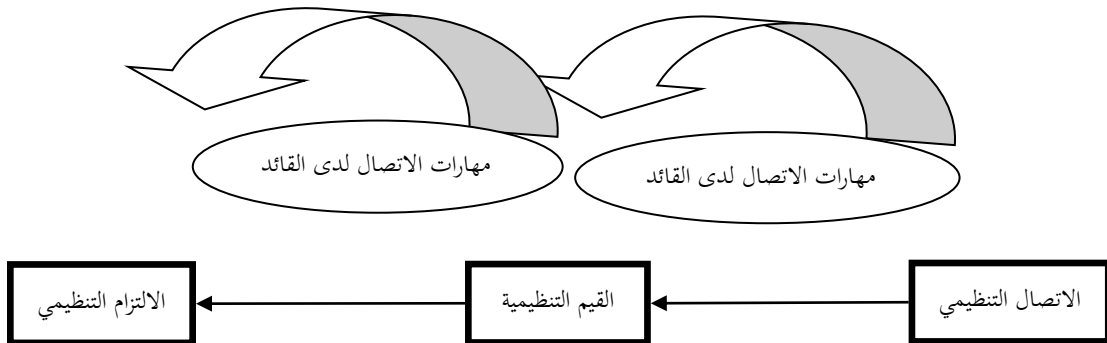 مهارات الاتصال لدى القائد
مهارات الاتصال لدى القائد
الاتصال التنظيمي
القيم التنظيمية
الالتزام التنظيمي